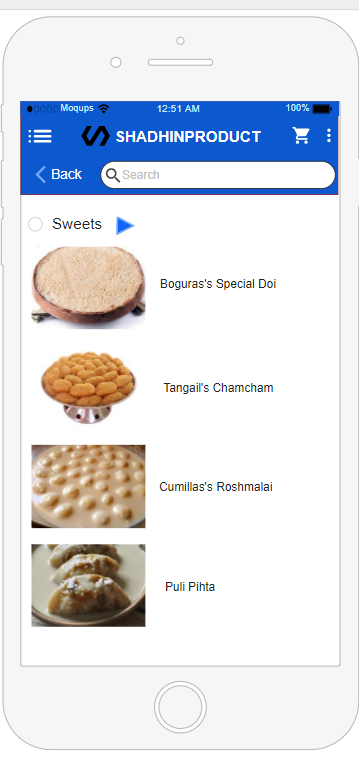 Moqups 12:51 AM 100%
SHADHINPRODUCT
Back Search
Sweets
Boguras's Special Doi
Tangail's Chamcham
Cumillas's Roshmalai
Puli Pihta